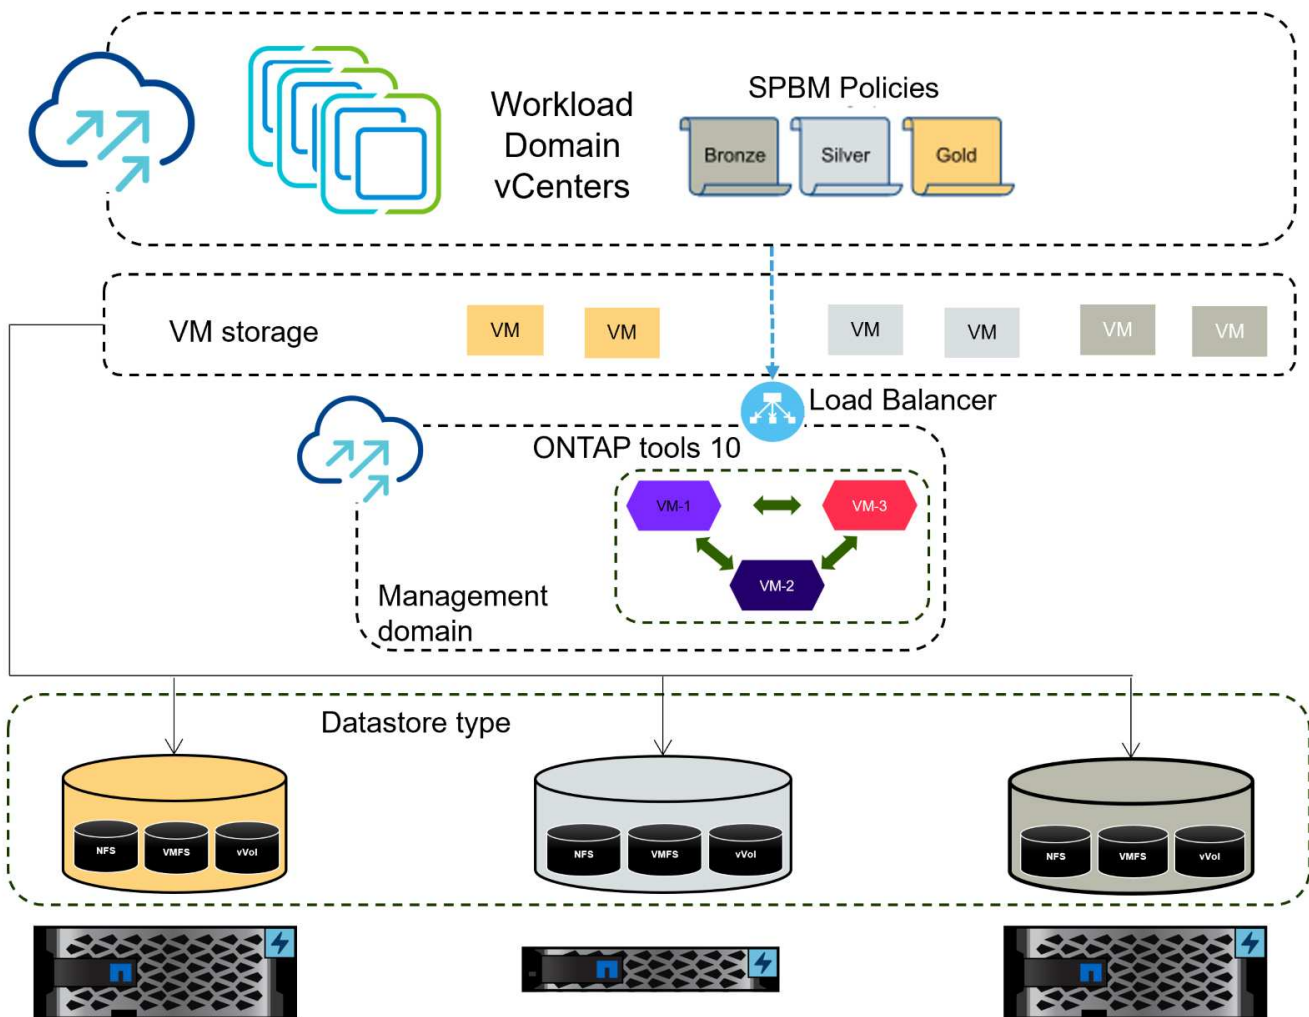 SPBM Policies
Workload
Domain
vCenters
Bronze
Silver
Gold
VM storage
VM
VM
VM
VM
VM
VM
Load Balancer
ONTAP tools 10
VM-1
VM-3
VM-2
Management
domain
Datastore type
NFS
VMFS
vVol
NFS
VMFS
vVol
NFS
VMFS
vVol